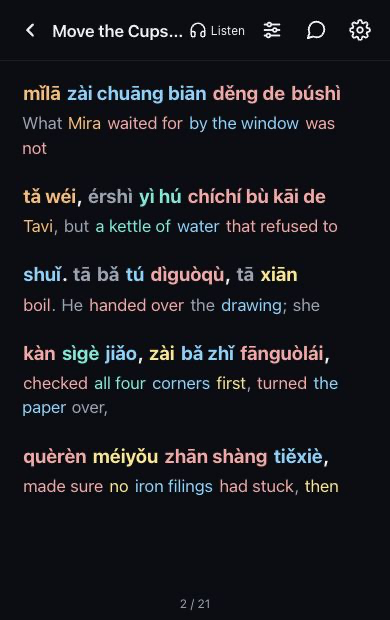 Move the Cups... Listen
mǐlā zài chuāng biān děng de búshì
What Mira waited for by the window was
not
tǎ wéi, érshì yì hú chíchí bù kāi de
Tavi, but a kettle of water that refused to
shuǐ. tā bǎ tú dìguòqù, tā xiān
boil. He handed over the drawing; she
kàn sìgè jiǎo, zài bǎ zhǐ fānguòlái,
checked all four corners first, turned the
paper over,
quèrèn méiyǒu zhān shàng tiěxiè,
made sure no iron filings had stuck, then
2 / 21